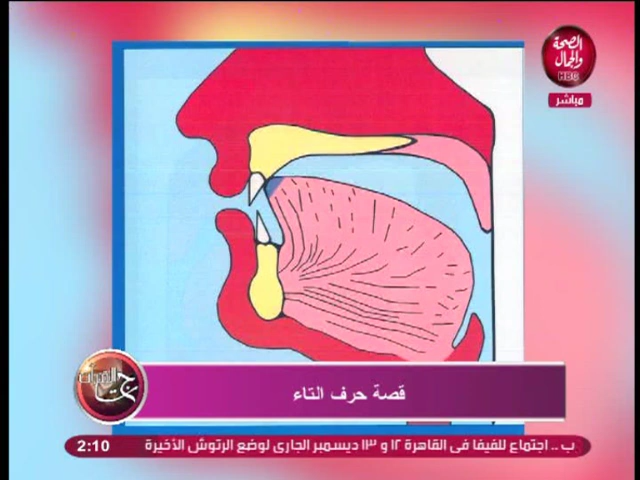 الصحة
والجمال
HBC
مباشر
قصة حرف التاء
2:10
ب .. اجتماع للفيفا فى القاهرة ١٢ و ١٣ ديسمبر الجارى لوضع الرتوش الأخيرة